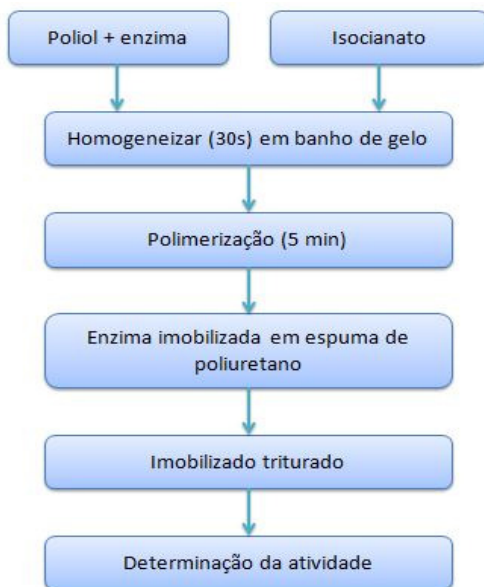 Poliol + enzima
Isocianato
Homogeneizar (30s) em banho de gelo
Polimerização (5 min)
Enzima imobilizada em espuma de
poliuretano
Imobilizado triturado
Determinação da atividade